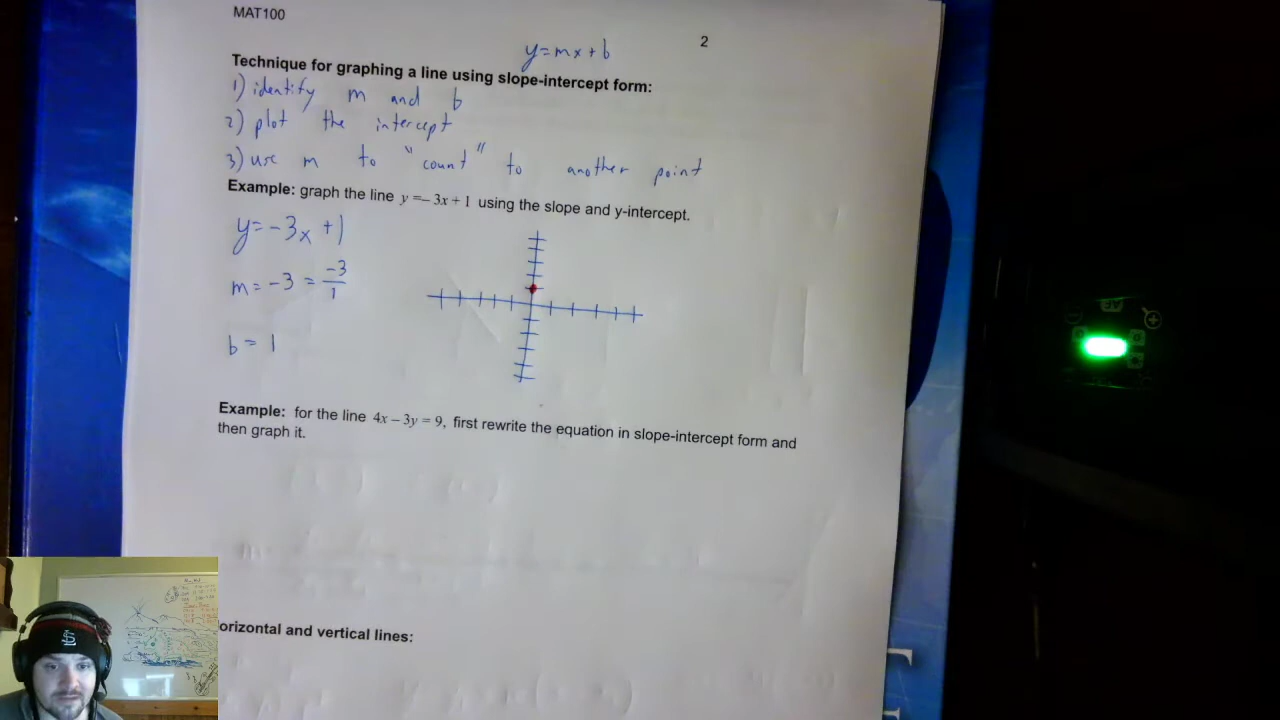 MAT100
2
y=mx+b
Technique for graphing a line using slope-intercept form:
1) identify m and b
2) plot the intercept
3) use m to "count" to another point
Example: graph the line y=-3x+1 using the slope and y-intercept.
y=-3x+1
m=-3=-3/1
b=1
Example: for the line 4x-3y=9, first rewrite the equation in slope-intercept form and
then graph it.
orizontal and vertical lines: